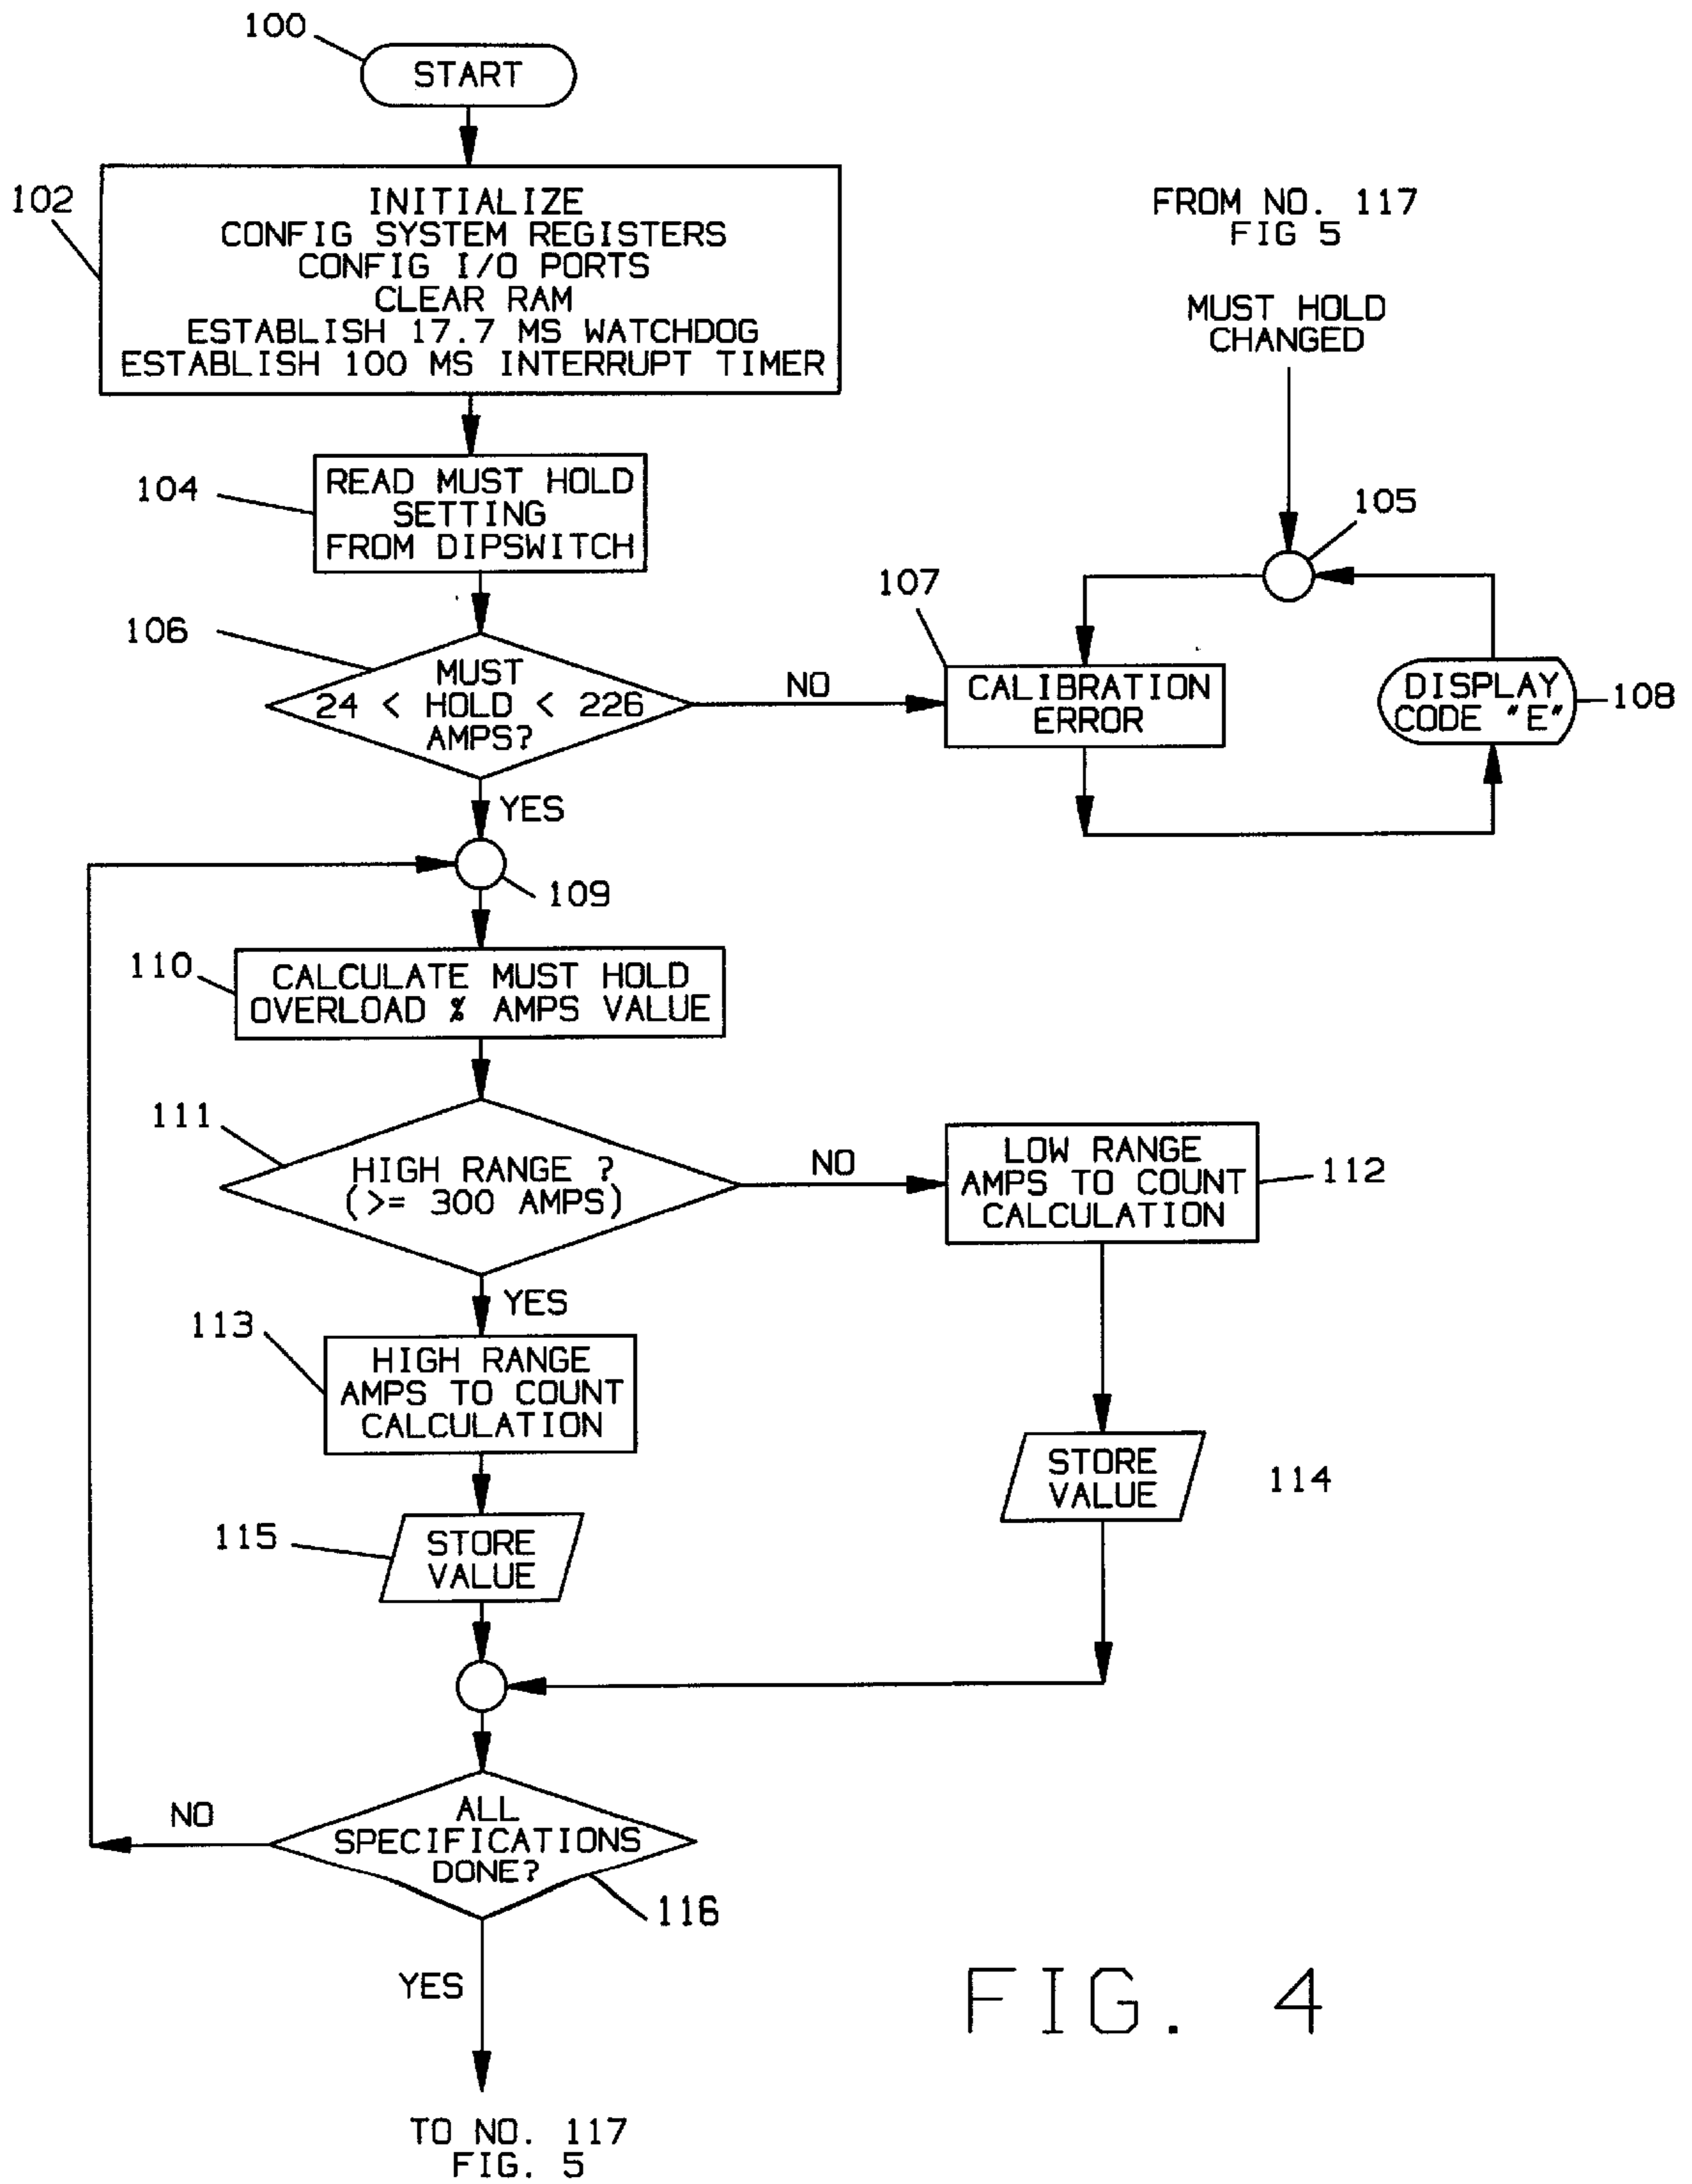 100
START
102
INITIALIZE
CONFIG SYSTEM REGISTERS
CONFIG I/O PORTS
CLEAR RAM
ESTABLISH 17.7 MS WATCHDOG
ESTABLISH 100 MS INTERRUPT TIMER
FROM NO. 117
FIG 5
MUST HOLD
CHANGED
104
READ MUST HOLD
SETTING
FROM DIPSWITCH
105
106
MUST
24 < HOLD < 226
AMPS?
NO
107
CALIBRATION
ERROR
DISPLAY
CODE "E"
108
YES
109
110
CALCULATE MUST HOLD
OVERLOAD % AMPS VALUE
111
HIGH RANGE ?
(>= 300 AMPS)
NO
LOW RANGE
AMPS TO COUNT
CALCULATION
112
YES
113
HIGH RANGE
AMPS TO COUNT
CALCULATION
STORE
VALUE
114
115
STORE
VALUE
NO
ALL
SPECIFICATIONS
DONE?
116
YES
TO NO. 117
FIG. 5
FIG. 4